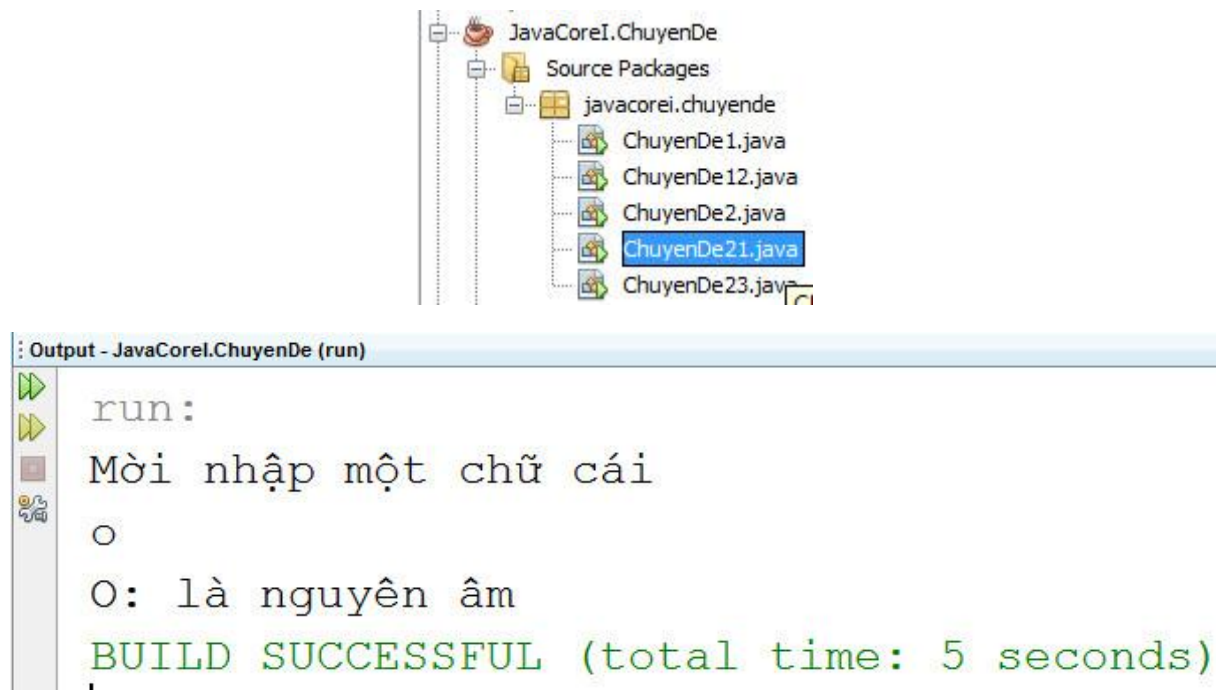 JavaCoreI.ChuyenDe
Source Packages
javacorei.chuyende
ChuyenDe1.java
ChuyenDe12.java
ChuyenDe2.java
ChuyenDe21.java
ChuyenDe23.java
Output - JavaCoreI.ChuyenDe (run)
run:
Mời nhập một chữ cái
o
O: là nguyên âm
BUILD SUCCESSFUL (total time: 5 seconds)